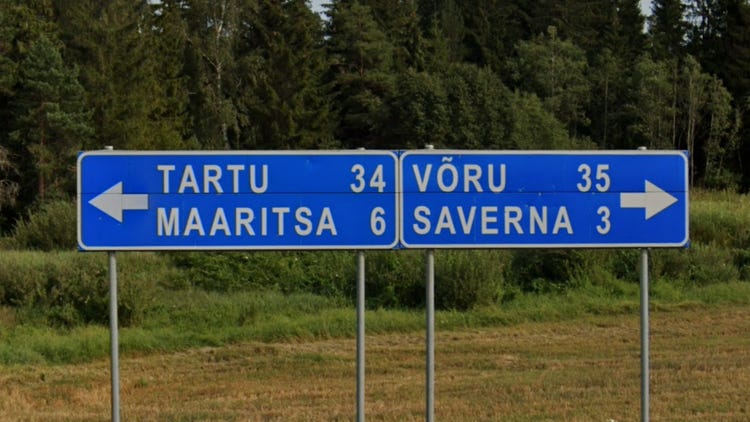 TARTU 34
MAARITSA 6
VÕRU 35
SAVERNA 3